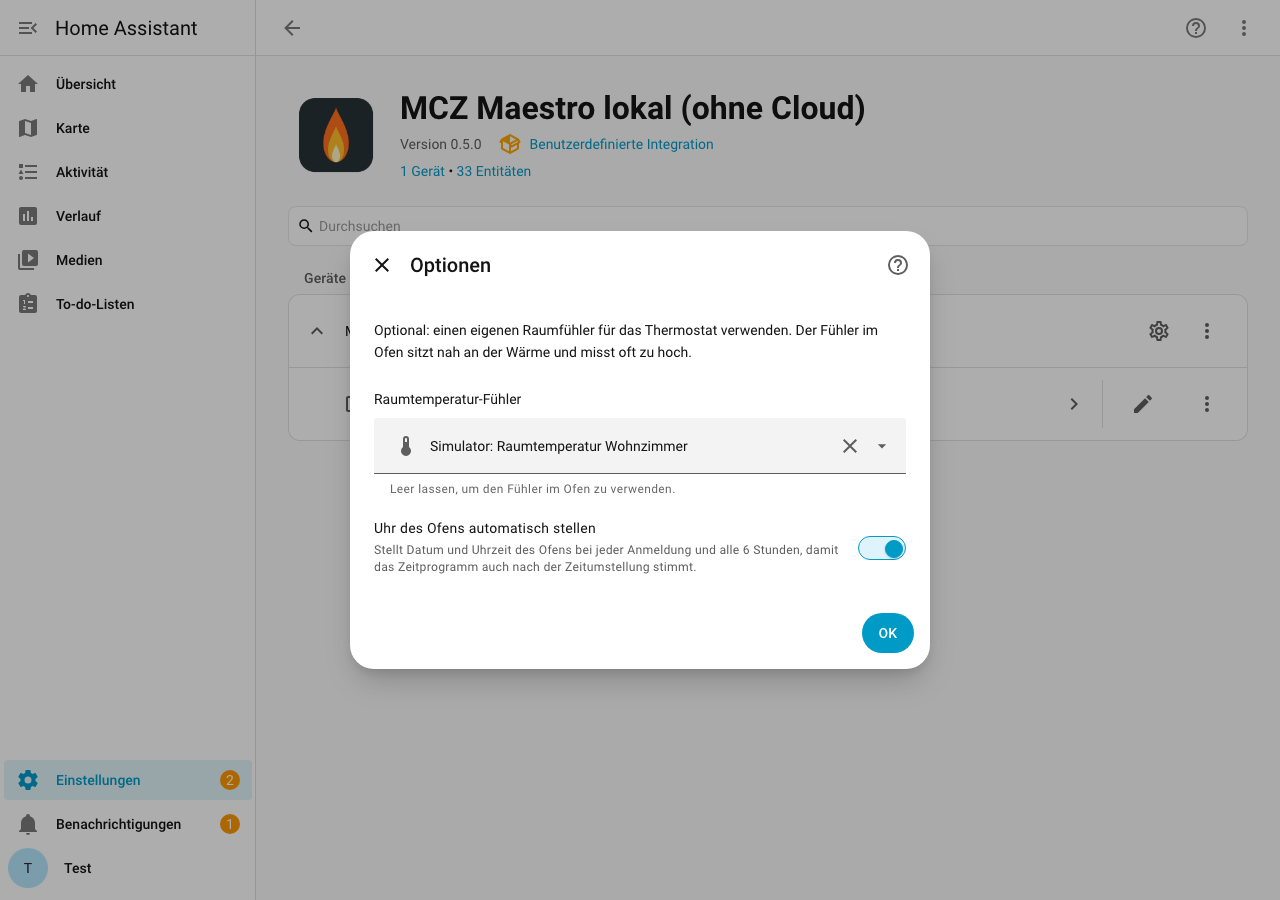 Home Assistant
Übersicht
Karte
Aktivität
Verlauf
Medien
To-do-Listen
Einstellungen
2
Benachrichtigungen
1
T
Test
MCZ Maestro lokal (ohne Cloud)
Version 0.5.0
Benutzerdefinierte Integration
1 Gerät • 33 Entitäten
Durchsuchen
Geräte
Optionen
Optional: einen eigenen Raumfühler für das Thermostat verwenden. Der Fühler im
Ofen sitzt nah an der Wärme und misst oft zu hoch.
Raumtemperatur-Fühler
Simulator: Raumtemperatur Wohnzimmer
Leer lassen, um den Fühler im Ofen zu verwenden.
Uhr des Ofens automatisch stellen
Stellt Datum und Uhrzeit des Ofens bei jeder Anmeldung und alle 6 Stunden, damit
das Zeitprogramm auch nach der Zeitumstellung stimmt.
OK